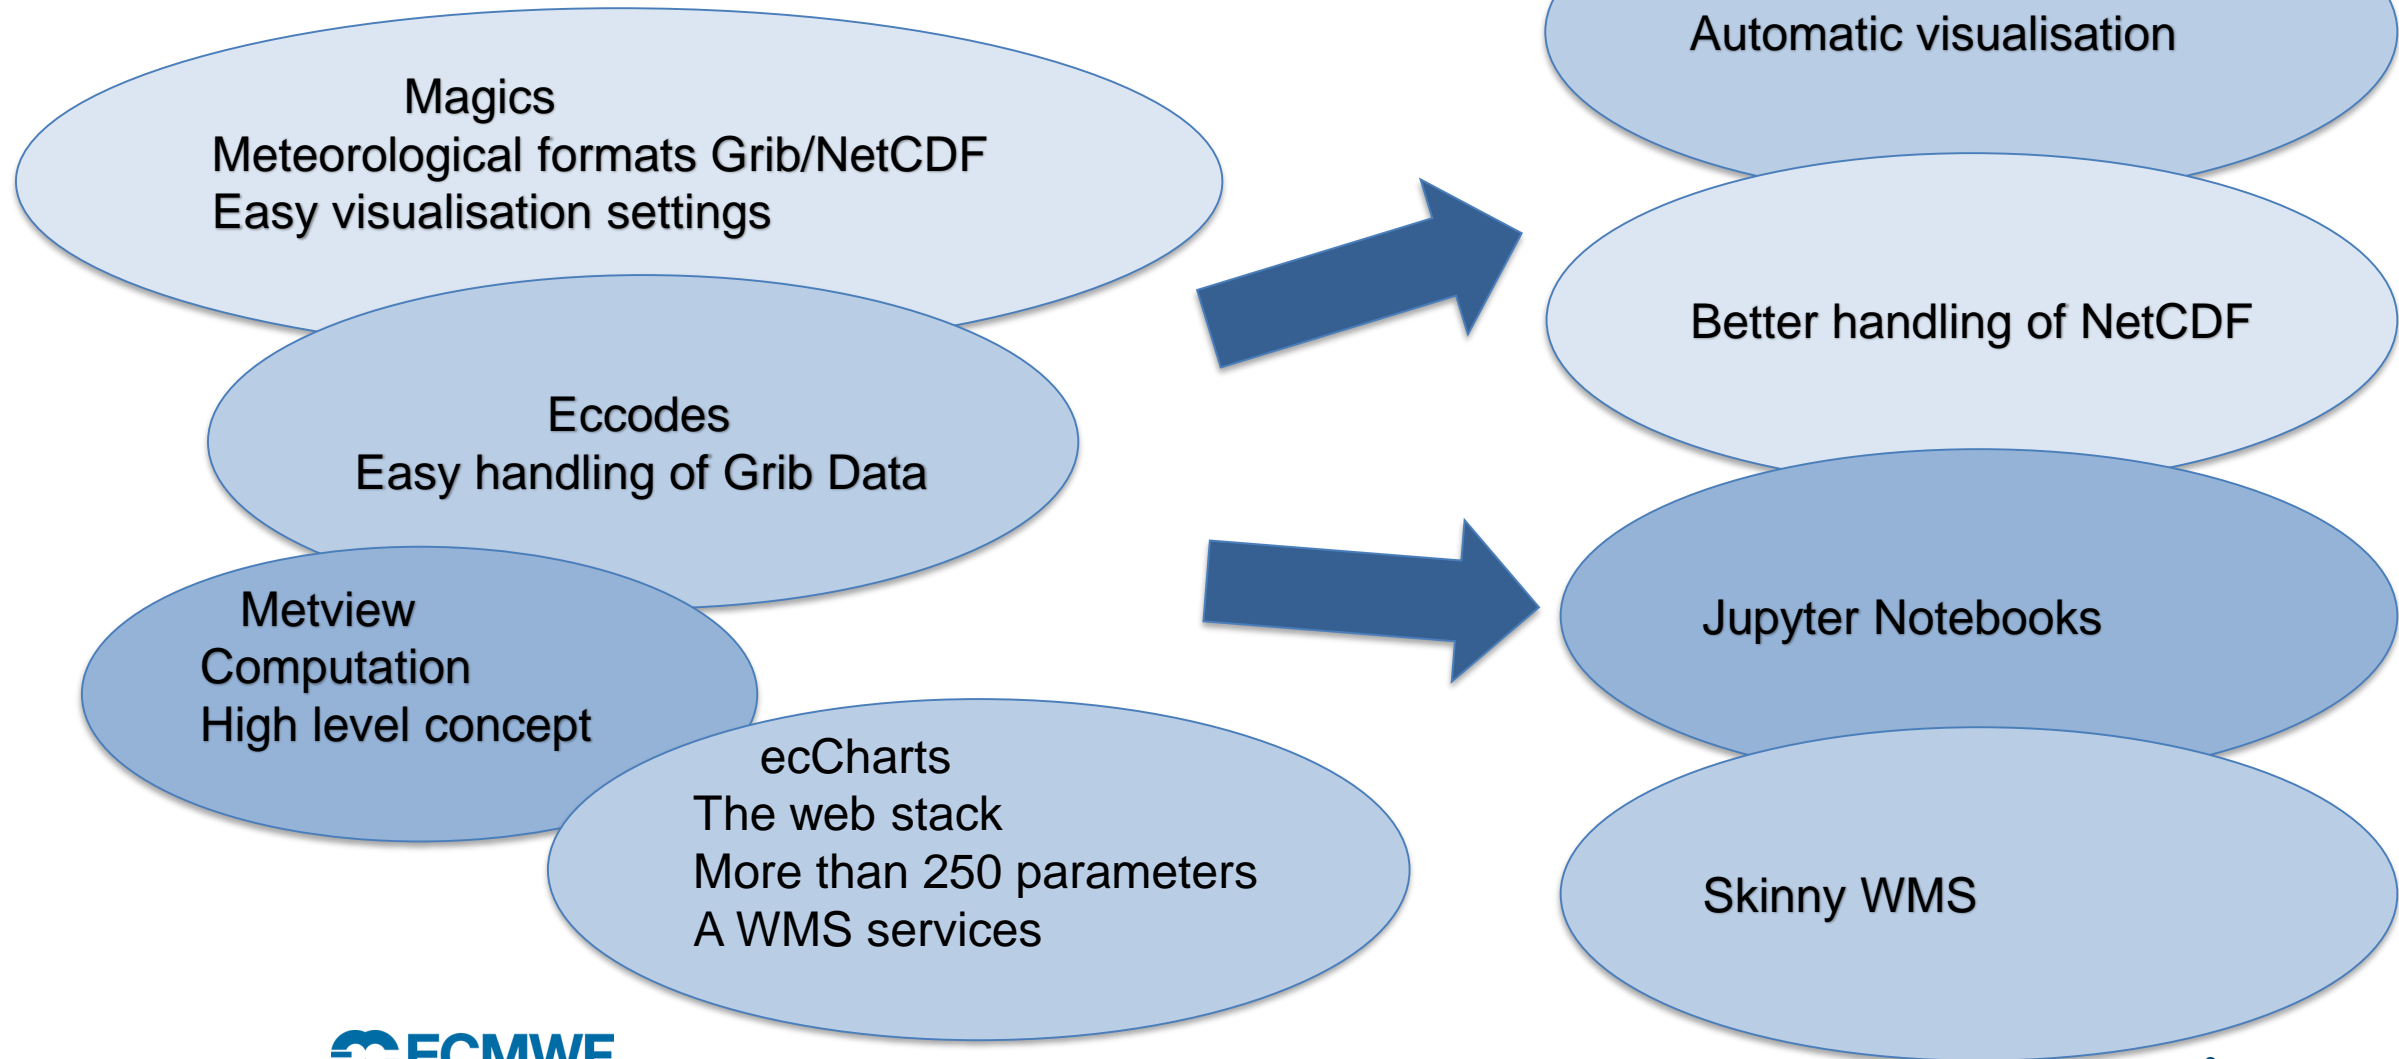 Magics
Meteorological formats Grib/NetCDF
Easy visualisation settings
Eccodes
Easy handling of Grib Data
Metview
Computation
High level concept
ecCharts
The web stack
More than 250 parameters
A WMS services
Automatic visualisation
Better handling of NetCDF
Jupyter Notebooks
Skinny WMS
ECMWF